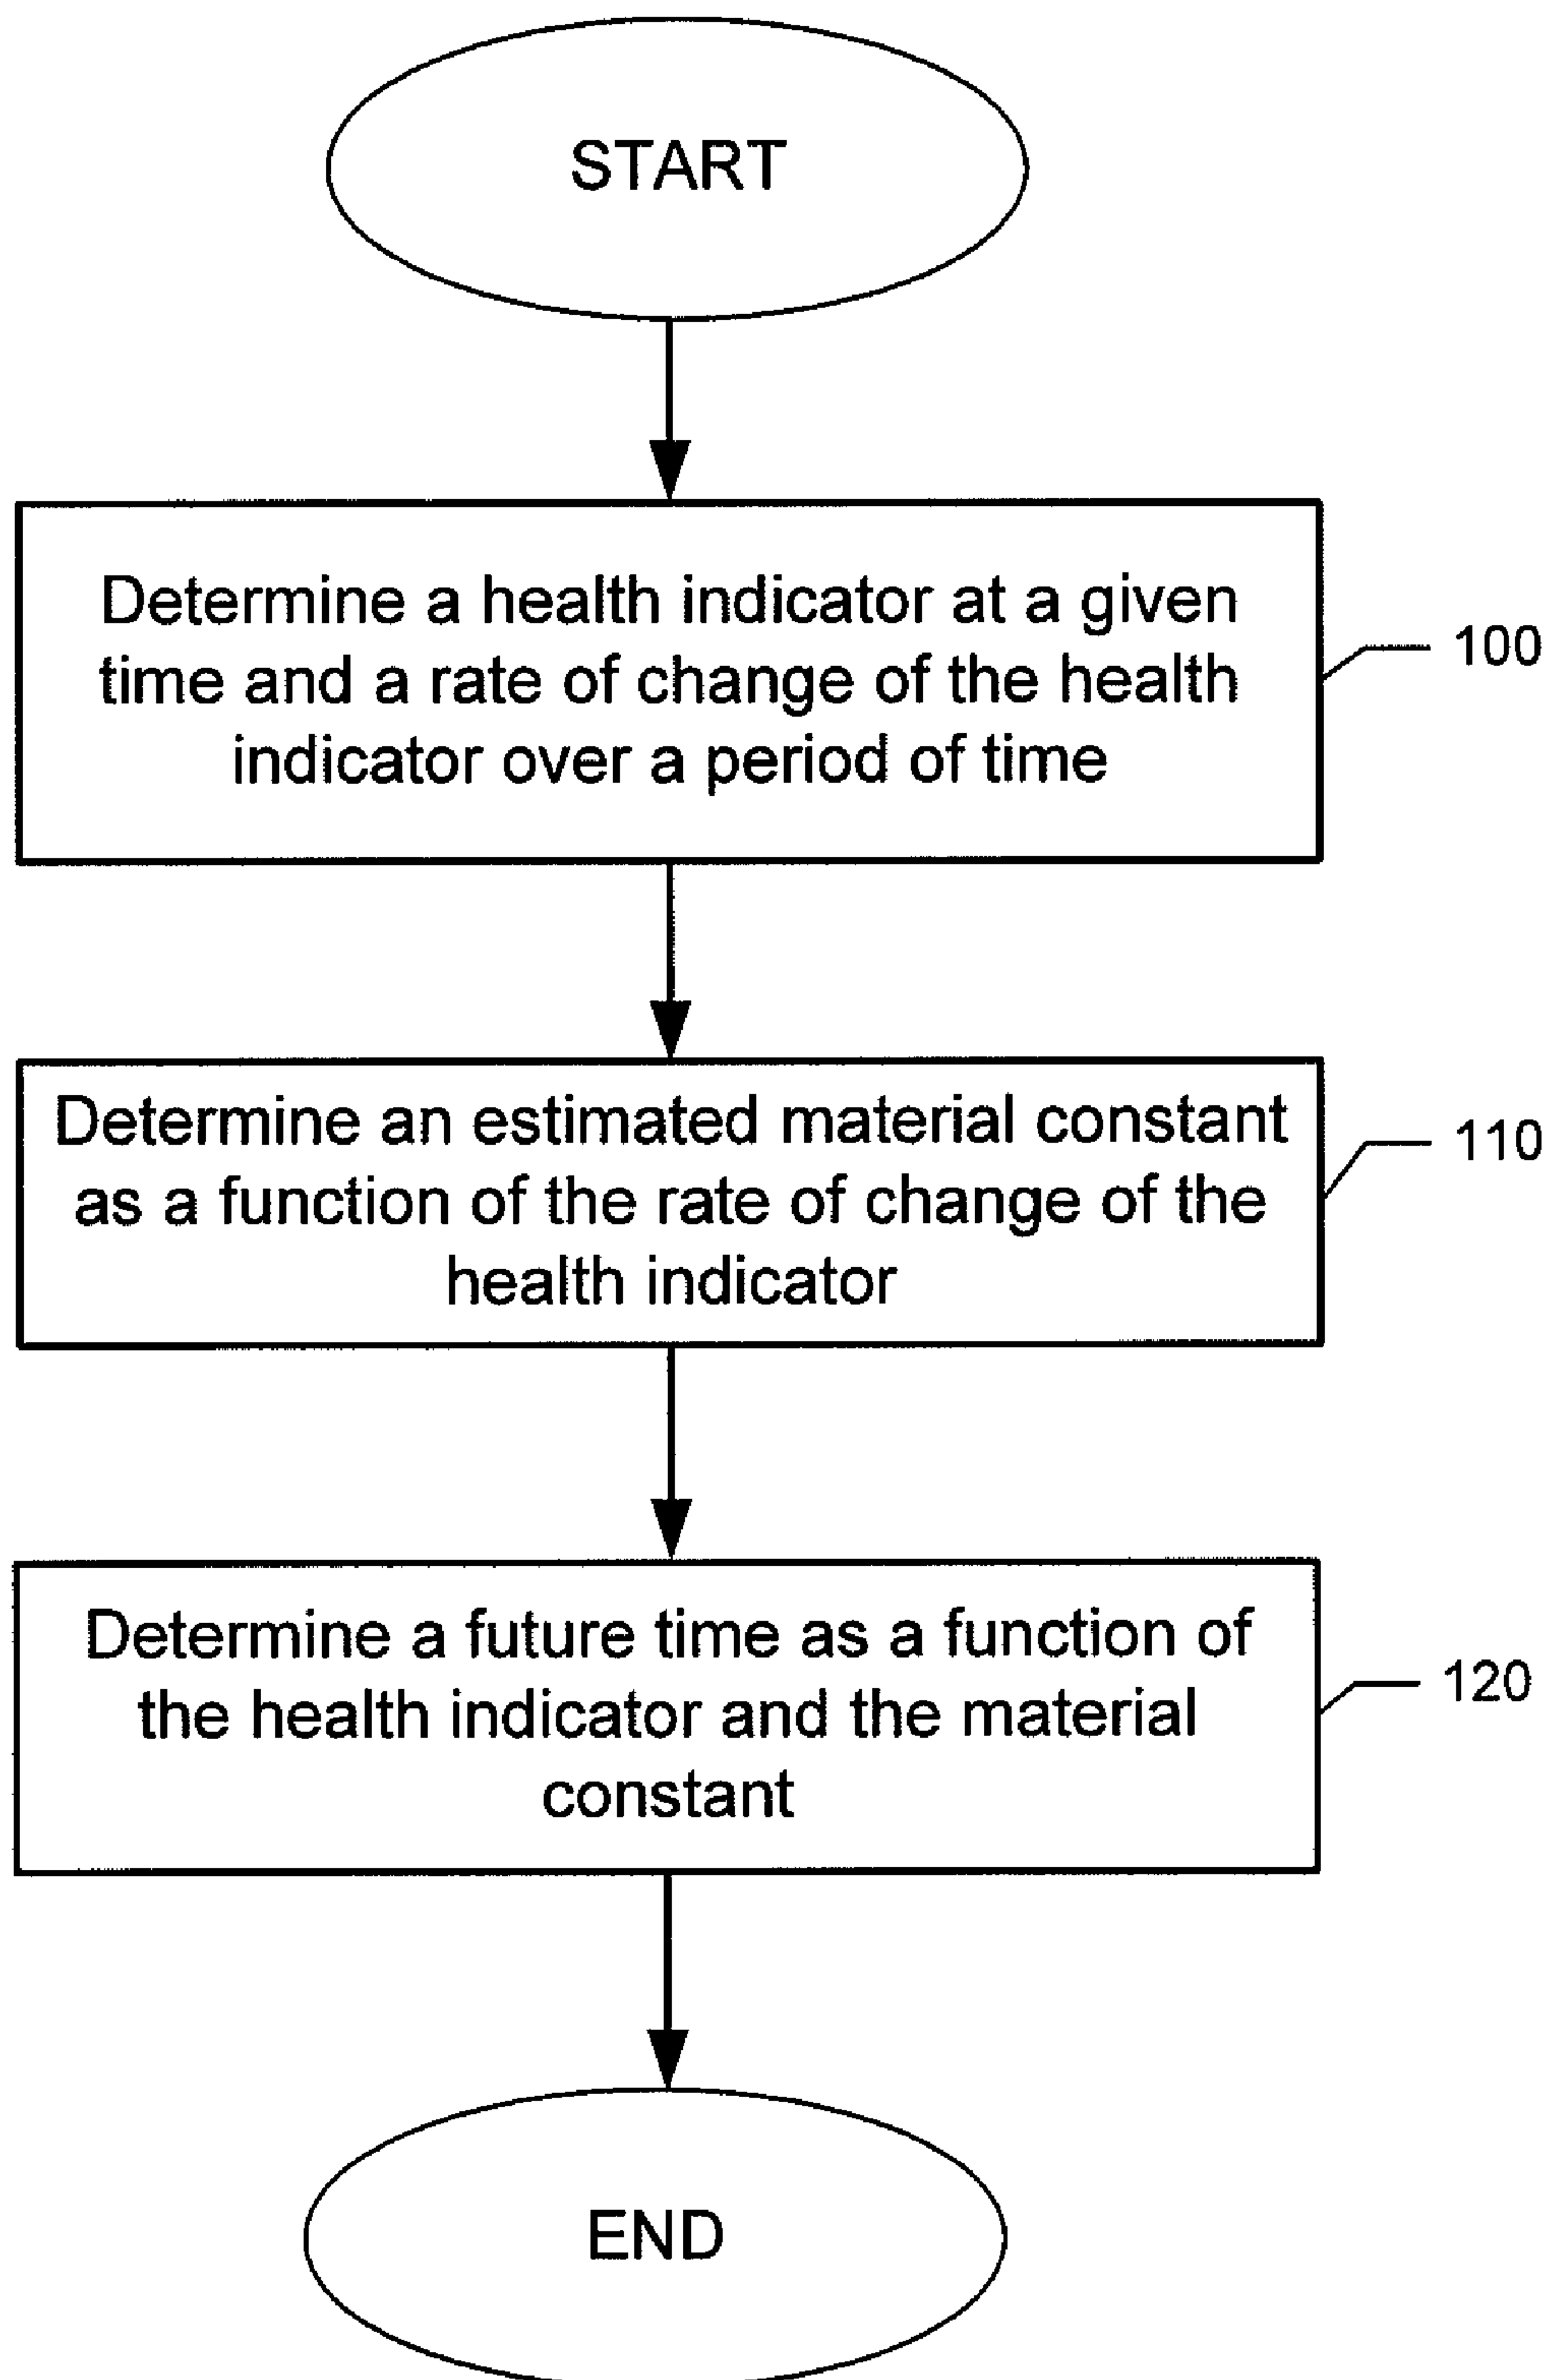 START
Determine a health indicator at a given
time and a rate of change of the health
indicator over a period of time
100
Determine an estimated material constant
as a function of the rate of change of the
health indicator
110
Determine a future time as a function of
the health indicator and the material
constant
120
END